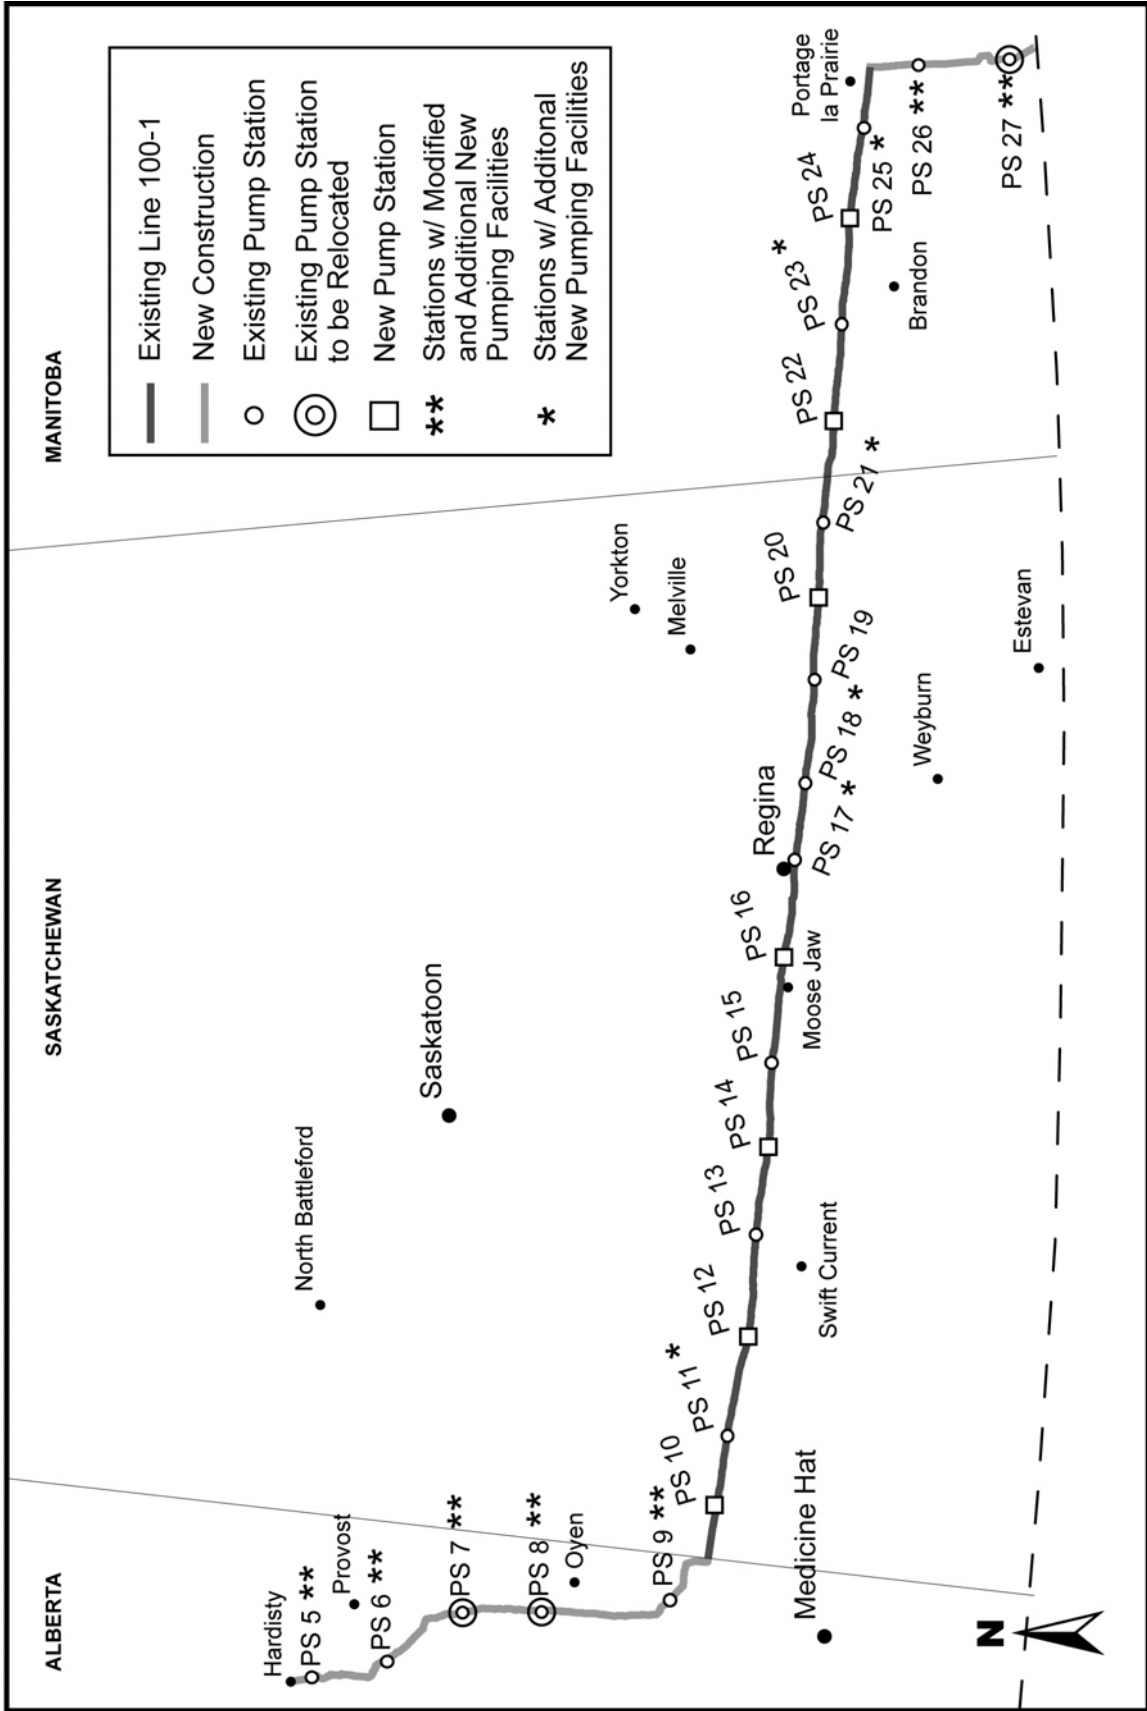 ALBERTA
SASKATCHEWAN
MANITOBA
Existing Line 100-1
New Construction
Existing Pump Station
Existing Pump Station
to be Relocated
New Pump Station
** Stations w/ Modified
and Additional New
Pumping Facilities
* Stations w/ Additonal
New Pumping Facilities
Hardisty
PS 5 **
Provost
PS 6 **
PS 7 **
PS 8 **
Oyen
PS 9 **
Medicine Hat
N
North Battleford
Saskatoon
Yorkton
Melville
PS 10
PS 11 *
PS 12
Swift Current
PS 13
PS 14
PS 15
Moose Jaw
PS 16
Regina
PS 17 *
PS 18 *
PS 19
Weyburn
Estevan
PS 20
PS 21 *
PS 22
PS 23 *
Brandon
PS 24
PS 25 *
Portage
la Prairie
PS 26 **
PS 27 **